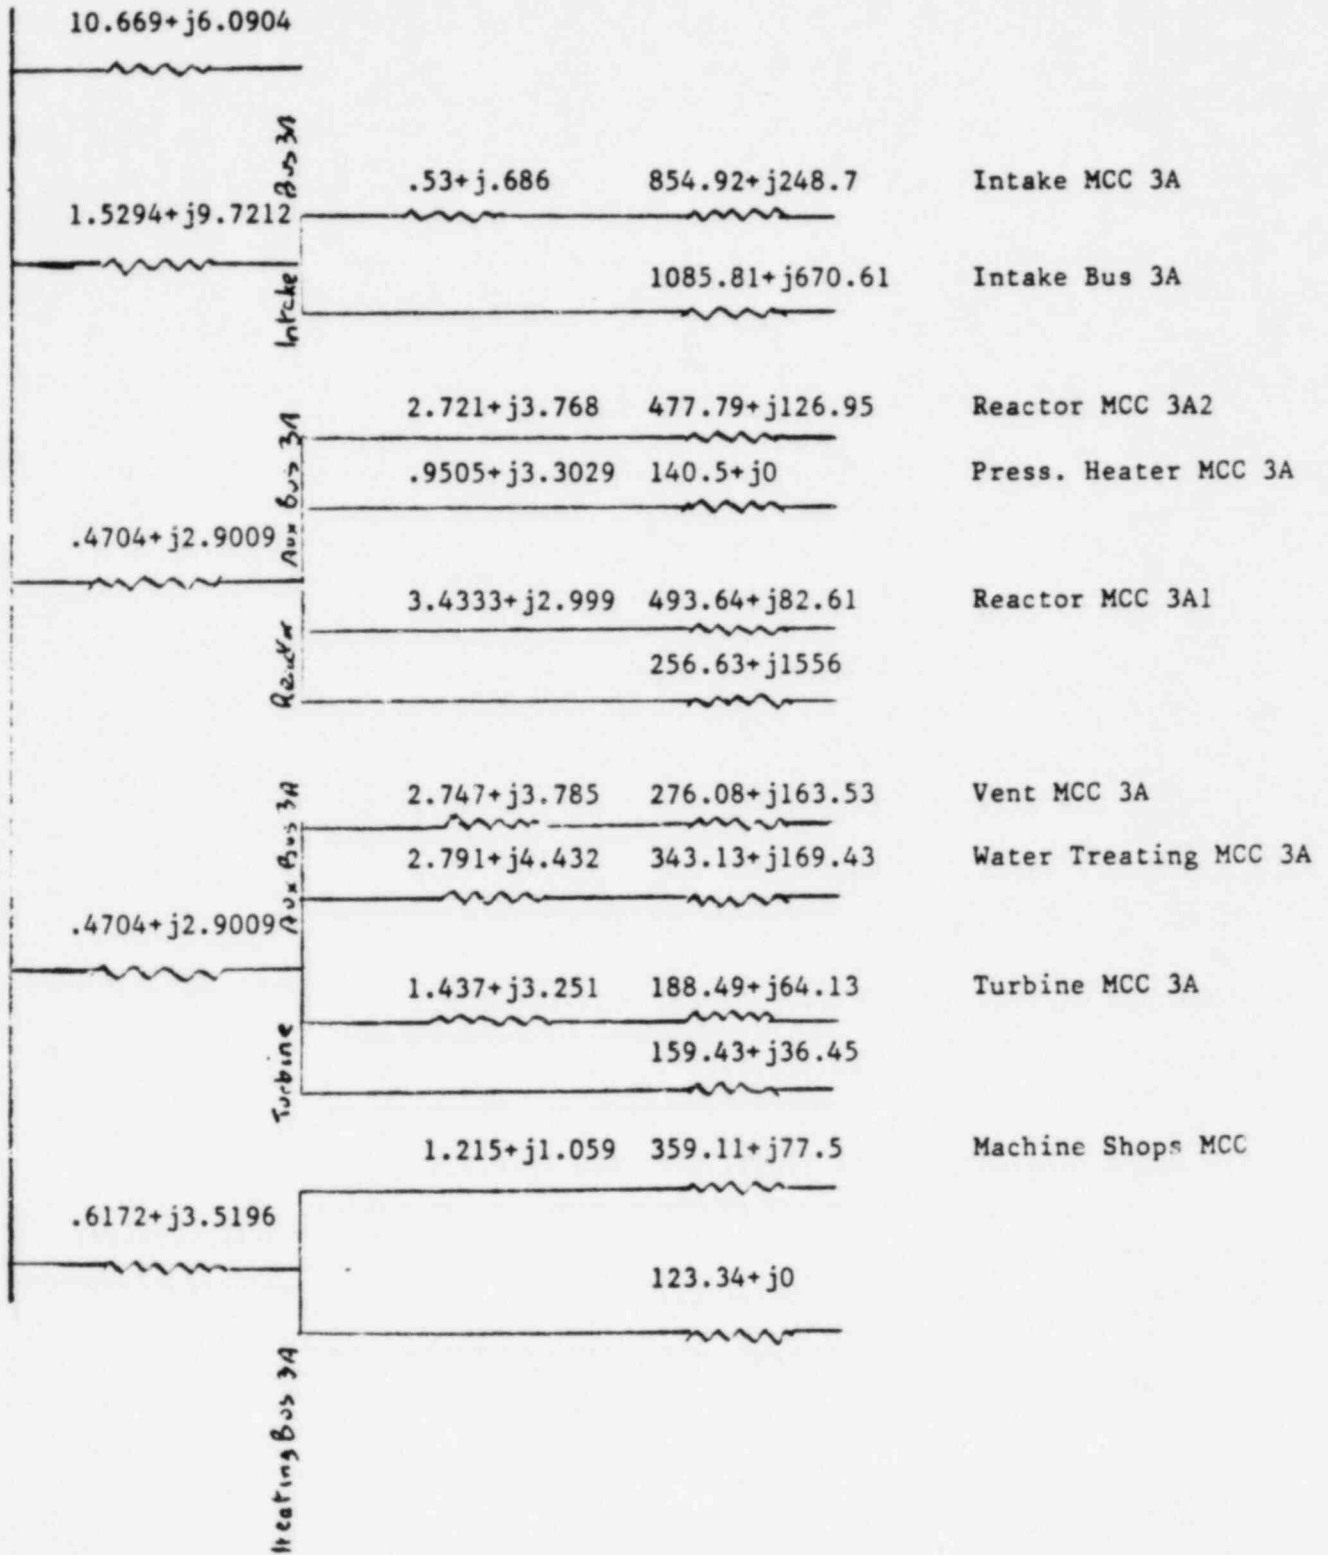 10.669+j6.0904
Intake Bus 3A
.53+j.686 854.92+j248.7 Intake MCC 3A
1.5294+j9.7212
1085.81+j670.61 Intake Bus 3A
Reactor Aux Bus 3A
2.721+j3.768 477.79+j126.95 Reactor MCC 3A2
.9505+j3.3029 140.5+j0 Press. Heater MCC 3A
.4704+j2.9009
3.4333+j2.999 493.64+j82.61 Reactor MCC 3A1
256.63+j1556
Turbine Aux Bus 3A
2.747+j3.785 276.08+j163.53 Vent MCC 3A
2.791+j4.432 343.13+j169.43 Water Treating MCC 3A
.4704+j2.9009
1.437+j3.251 188.49+j64.13 Turbine MCC 3A
159.43+j36.45
1.215+j1.059 359.11+j77.5 Machine Shops MCC
.6172+j3.5196
123.34+j0
Heating Bus 3A